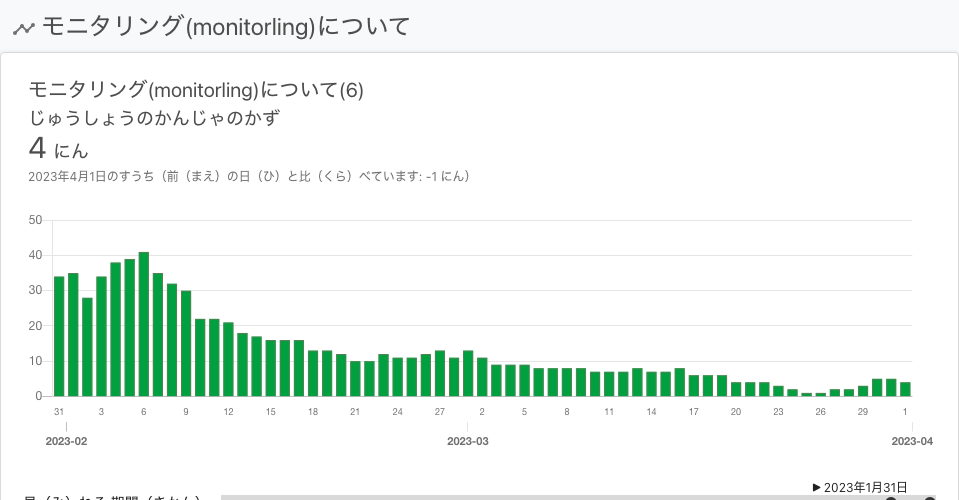 モニタリング(monitorling)について
モニタリング(monitorling)について(6)
じゅうしょうのかんじゃのかず
4 にん
2023年4月1日のすうち（前（まえ）の日（ひ）と比（くら）べています: -1 にん）
50
40
30
20
10
0
31 3 6 9 12 15 18 21 24 27 2 5 8 11 14 17 20 23 26 29 1
2023-02 2023-03 2023-04
▶ 2023年1月31日